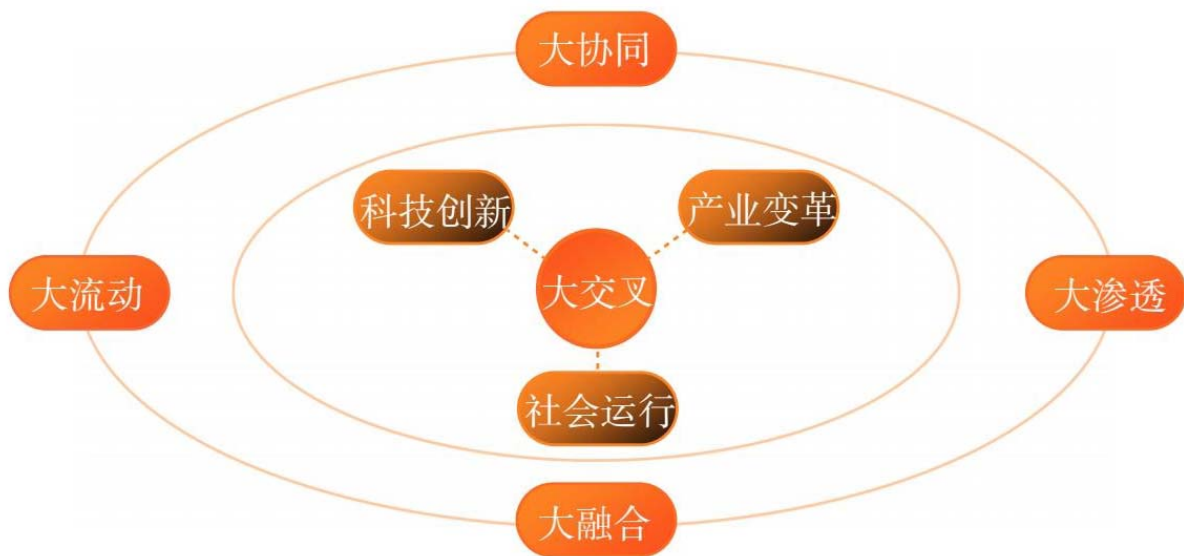 大协同
科技创新
产业变革
大流动
大交叉
大渗透
社会运行
大融合